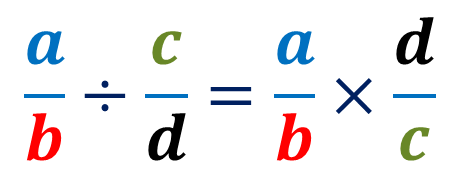 a/b ÷ c/d = a/b × d/c